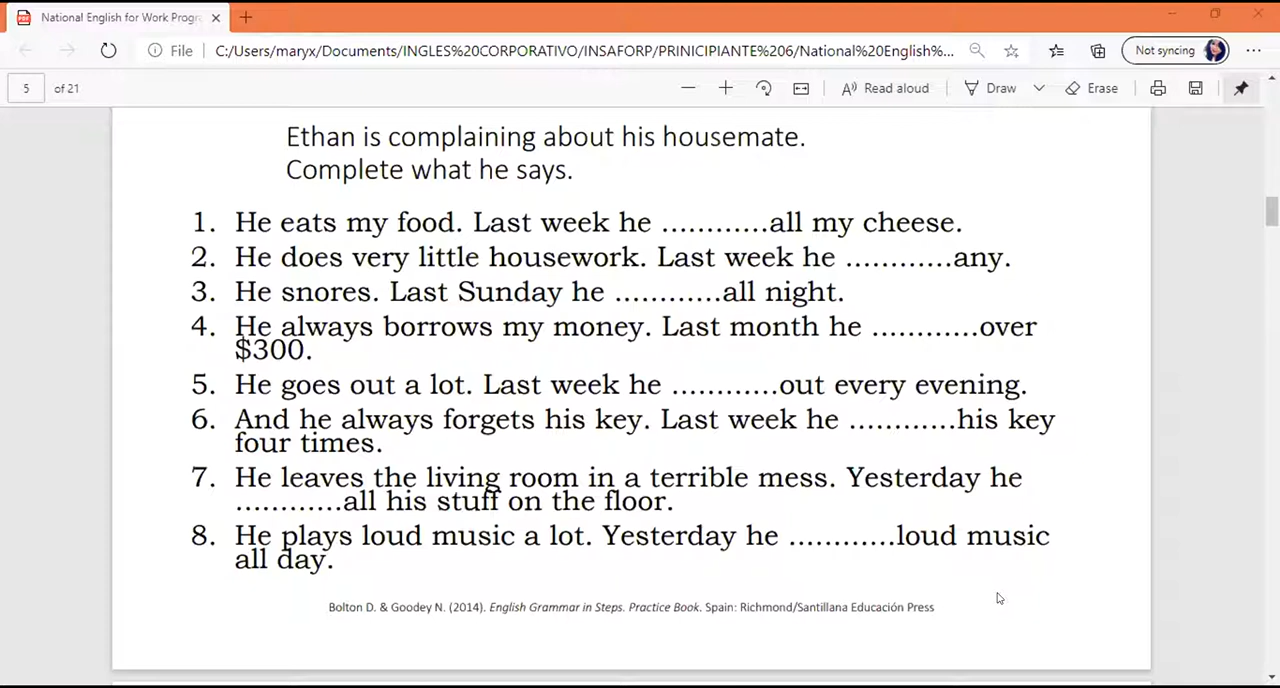 National English for Work Progr
File
C:/Users/maryx/Documents/INGLES%20CORPORATIVO/INSAFORP/PRINICIPIANTE%206/National%20English%...
Not syncing
5 of 21
Read aloud
Draw
Erase
Ethan is complaining about his housemate.
Complete what he says.
1. He eats my food. Last week he ............all my cheese.
2. He does very little housework. Last week he ............any.
3. He snores. Last Sunday he ............all night.
4. He always borrows my money. Last month he ............over
$300.
5. He goes out a lot. Last week he ............out every evening.
6. And he always forgets his key. Last week he ............his key
four times.
7. He leaves the living room in a terrible mess. Yesterday he
............all his stuff on the floor.
8. He plays loud music a lot. Yesterday he ............loud music
all day.
Bolton D. & Goodey N. (2014). English Grammar in Steps. Practice Book. Spain: Richmond/Santillana Educación Press